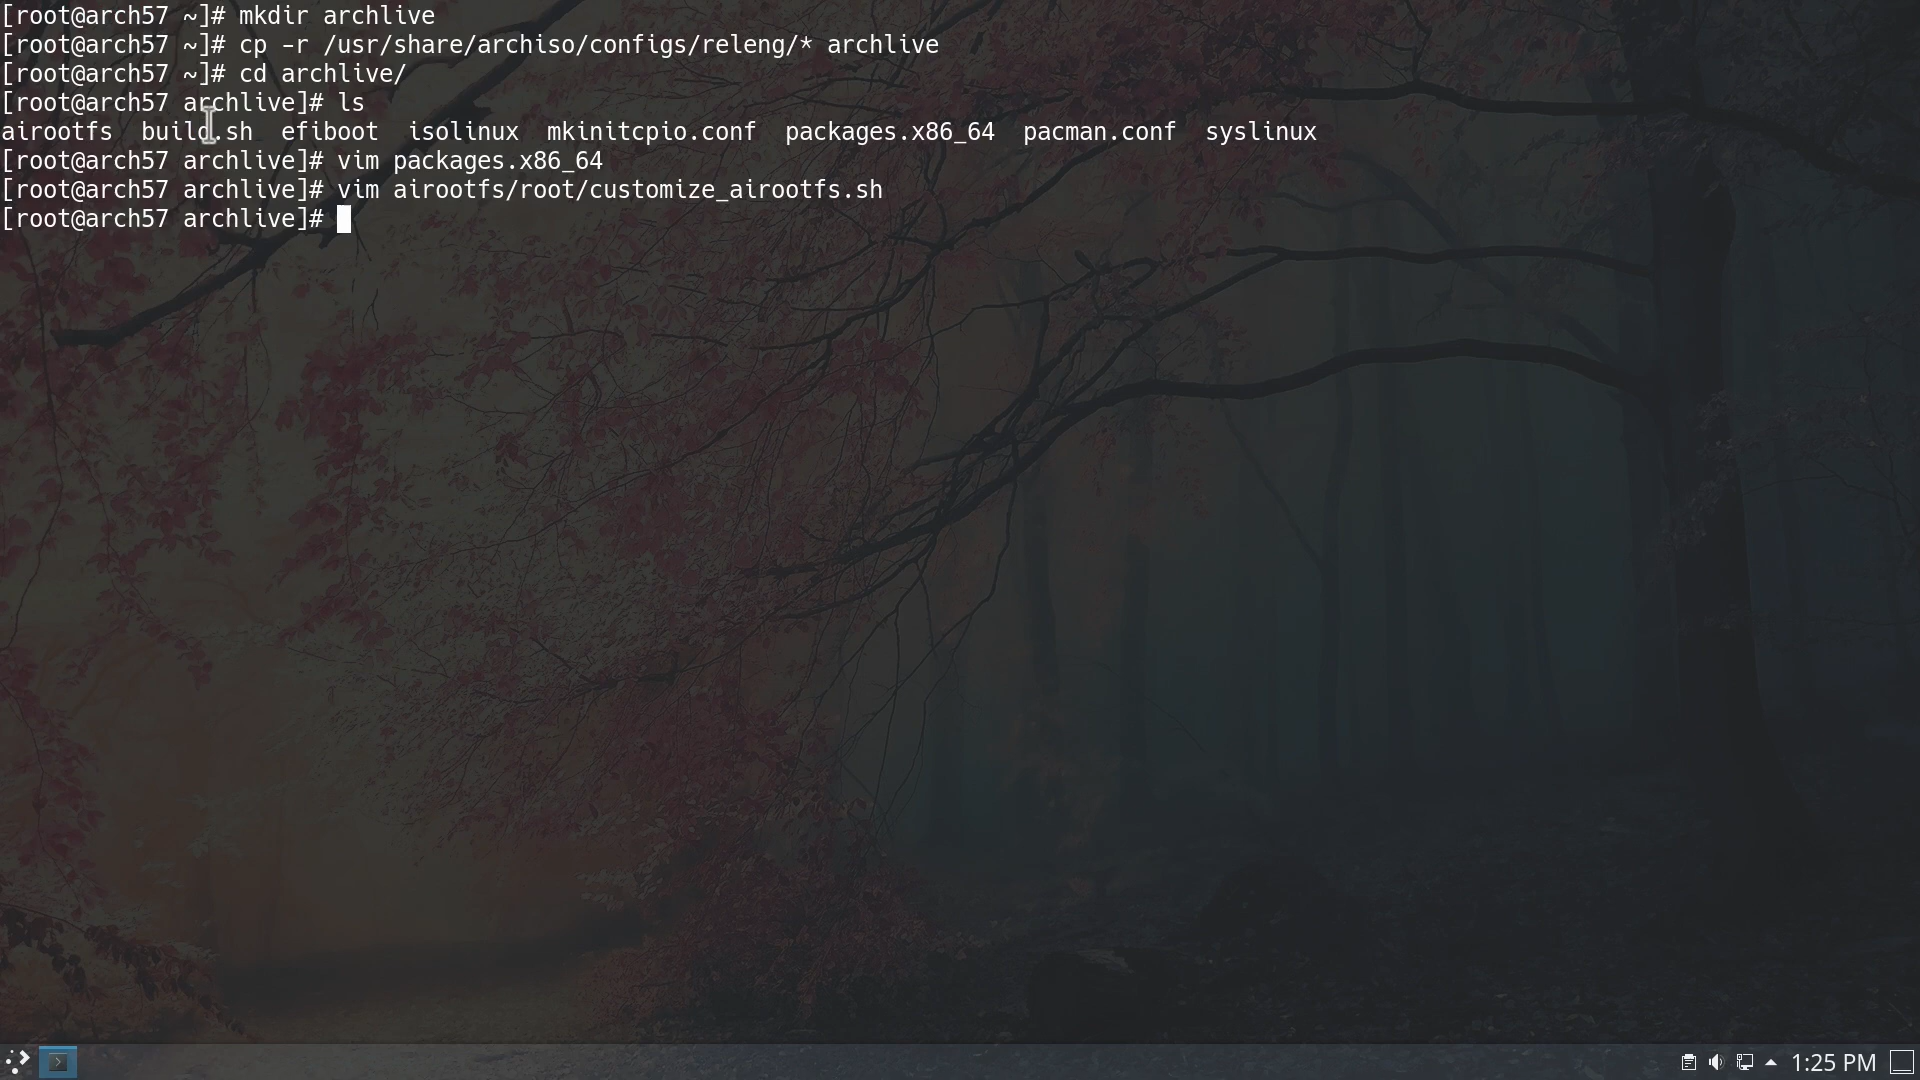 [root@arch57 ~]# mkdir archlive
[root@arch57 ~]# cp -r /usr/share/archiso/configs/releng/* archlive
[root@arch57 ~]# cd archlive/
[root@arch57 archlive]# ls
airootfs  build.sh  efiboot  isolinux  mkinitcpio.conf  packages.x86_64  pacman.conf  syslinux
[root@arch57 archlive]# vim packages.x86_64
[root@arch57 archlive]# vim airootfs/root/customize_airootfs.sh
[root@arch57 archlive]#
1:25 PM